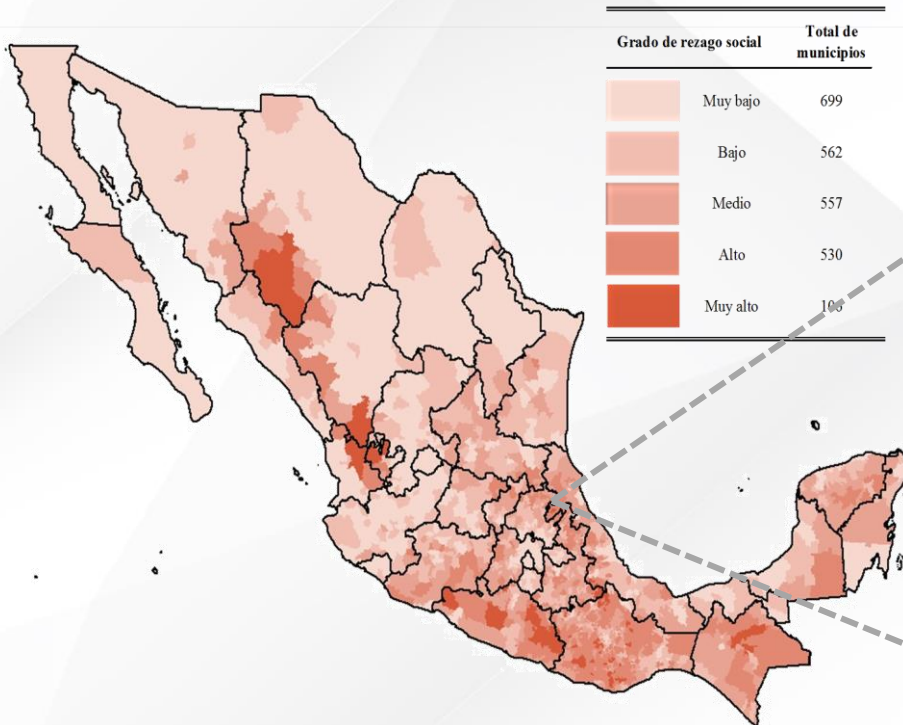 Grado de rezago social
Total de
municipios
Muy bajo 699
Bajo 562
Medio 557
Alto 530
Muy alto